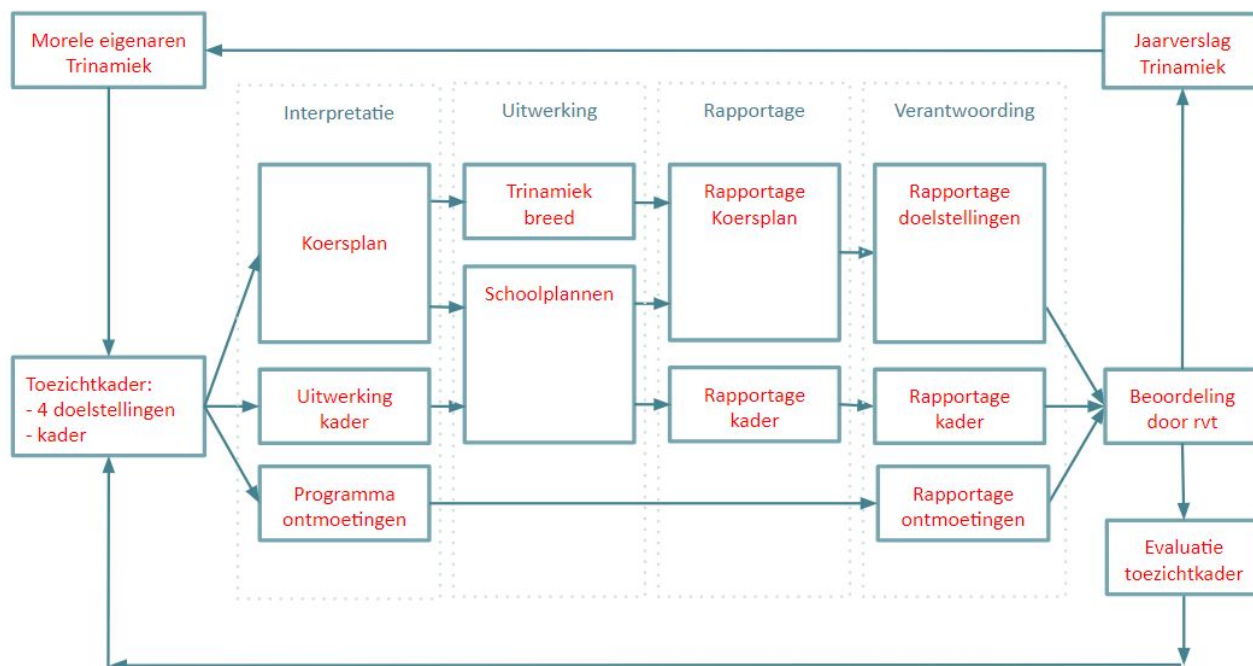 Morele eigenaren
Trinamiek
Jaarverslag
Trinamiek
Interpretatie
Uitwerking
Rapportage
Verantwoording
Koersplan
Trinamiek
breed
Rapportage
Koersplan
Rapportage
doelstellingen
Schoolplannen
Toezichtkader:
- 4 doelstellingen
- kader
Uitwerking
kader
Rapportage
kader
Rapportage
kader
Beoordeling
door rvt
Programma
ontmoetingen
Rapportage
ontmoetingen
Evaluatie
toezichtkader